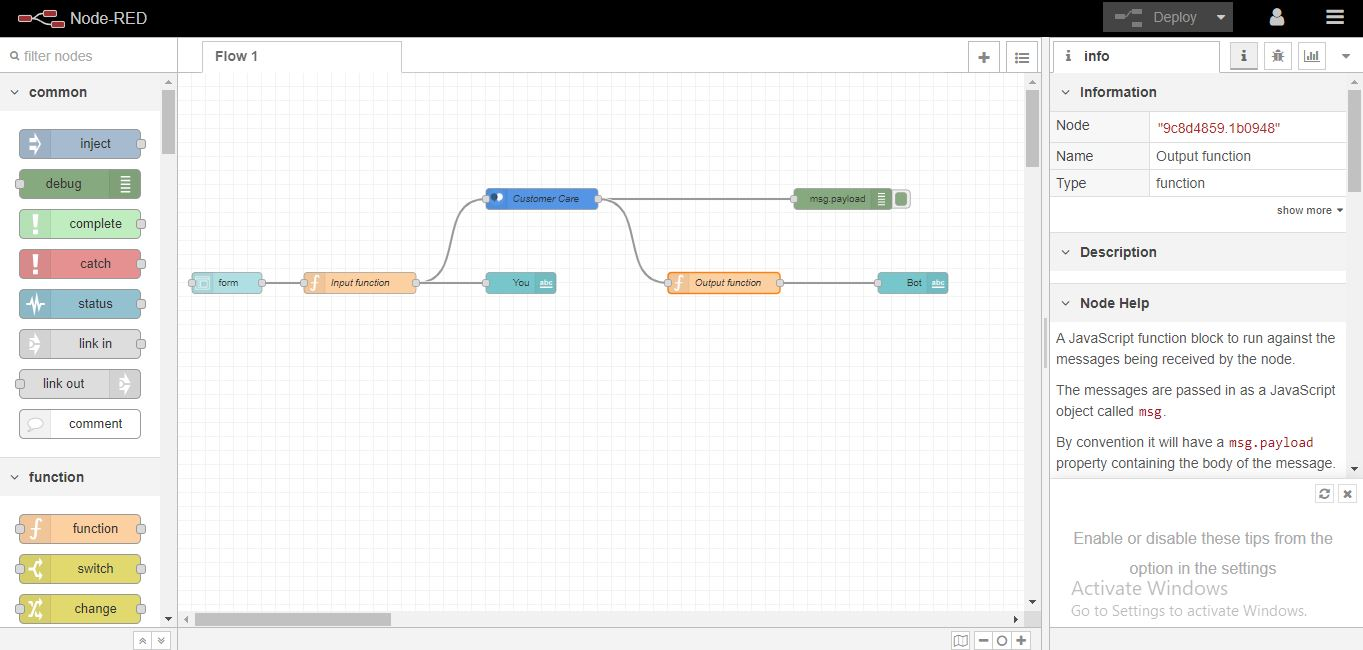 Node-RED
Deploy
filter nodes
Flow 1
i info
i
common
inject
debug
complete
catch
status
link in
link out
comment
function
function
switch
change
Customer Care
msg.payload
form
Input function
You abc
Output function
Bot abc
Information
Node "9c8d4859.1b0948"
Name Output function
Type function
show more
Description
Node Help
A JavaScript function block to run against the
messages being received by the node.
The messages are passed in as a JavaScript
object called msg.
By convention it will have a msg.payload
property containing the body of the message.
Enable or disable these tips from the
option in the settings
Activate Windows
Go to Settings to activate Windows.